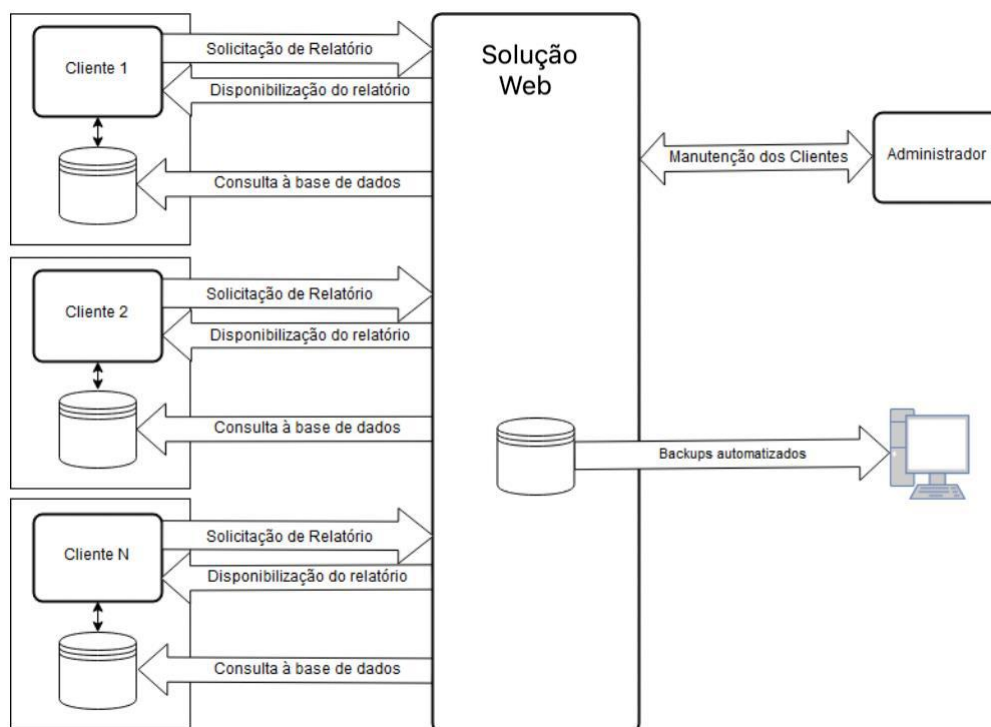 Cliente 1
Solicitação de Relatório
Disponibilização do relatório
Consulta à base de dados
Solução
Web
Manutenção dos Clientes
Administrador
Cliente 2
Solicitação de Relatório
Disponibilização do relatório
Consulta à base de dados
Backups automatizados
Cliente N
Solicitação de Relatório
Disponibilização do relatório
Consulta à base de dados